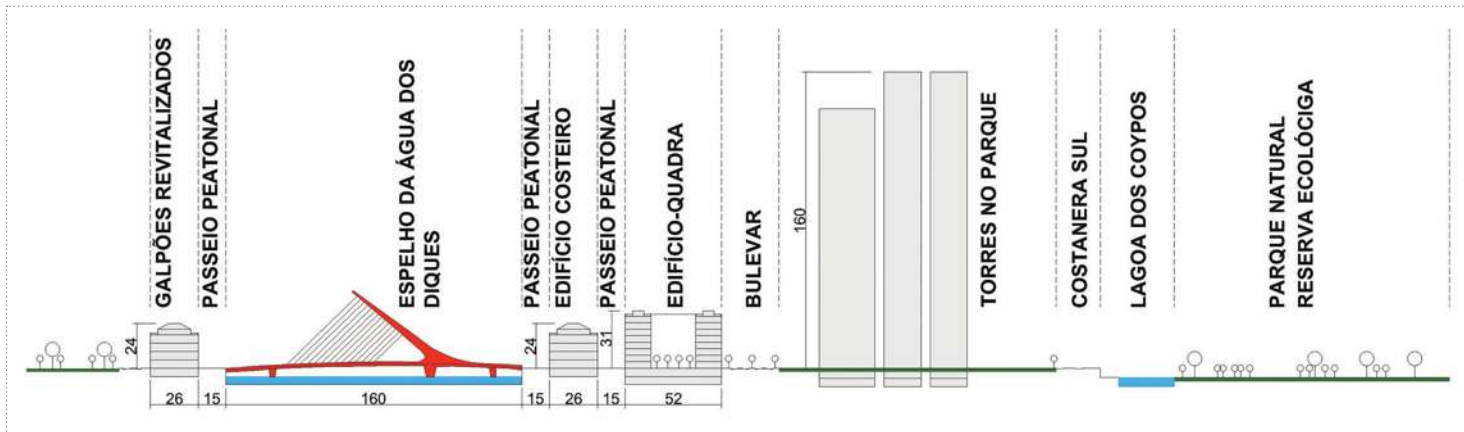 GALPÕES REVITALIZADOS
PASSEIO PEATONAL
ESPELHO DA ÁGUA DOS
DIQUES
PASSEIO PEATONAL
EDIFÍCIO COSTEIRO
PASSEIO PEATONAL
EDIFÍCIO-QUADRA
BULEVAR
TORRES NO PARQUE
COSTANERA SUL
LAGOA DOS COYPOS
PARQUE NATURAL
RESERVA ECOLÓCIGA
24
24
31
160
26
15
160
15
26
15
52